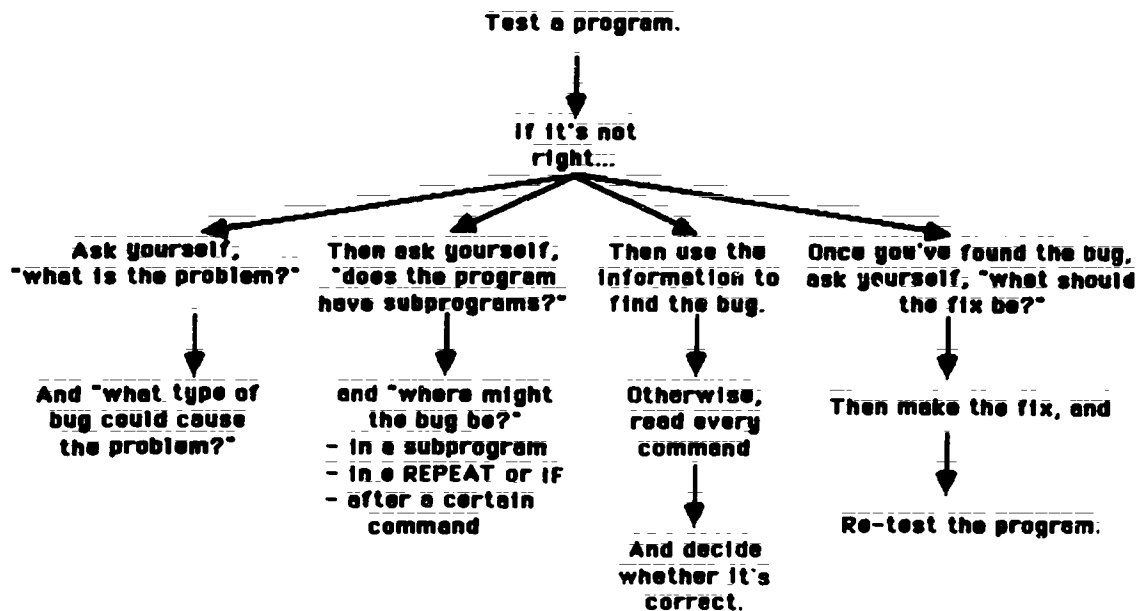 Test a program.
If it's not
right...
Ask yourself,
"what is the problem?"
And "what type of
bug could cause
the problem?"
Then ask yourself,
"does the program
have subprograms?"
and "where might
the bug be?"
- in a subprogram
- in a REPEAT or IF
- after a certain
command
Then use the
information to
find the bug.
Otherwise,
read every
command
And decide
whether it's
correct.
Once you've found the bug,
ask yourself, "what should
the fix be?"
Then make the fix, and
Re-test the program.